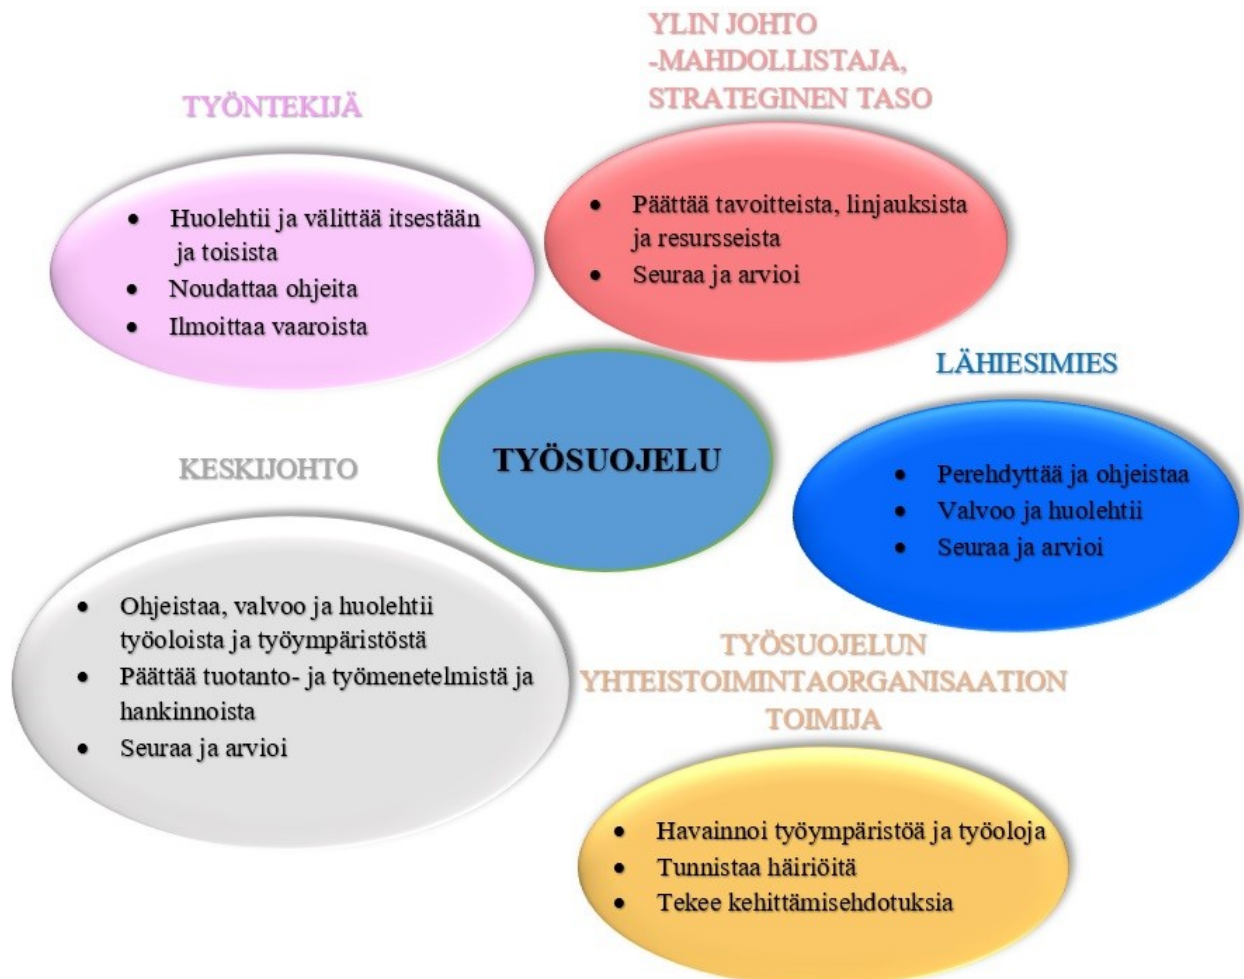 TYÖNTEKIJÄ
• Huolehtii ja välittää itsestään
ja toisista
• Noudattaa ohjeita
• Ilmoittaa vaaroista
YLIN JOHTO
-MAHDOLLISTAJA,
STRATEGINEN TASO
• Päättää tavoitteista, linjauksista
ja resursseista
• Seuraa ja arvioi
TYÖSUOJELU
LÄHIESIMIES
• Perehdyttää ja ohjeistaa
• Valvoo ja huolehtii
• Seuraa ja arvioi
KESKIJOHTO
• Ohjeistaa, valvoo ja huolehtii
työoloista ja työympäristöstä
• Päättää tuotanto- ja työmenetelmistä ja
hankinnoista
• Seuraa ja arvioi
TYÖSUOJELUN
YHTEISTOIMINTAORGANISAATION
TOIMIJA
• Havainnoi työympäristöä ja työoloja
• Tunnistaa häiriöitä
• Tekee kehittämisehdotuksia